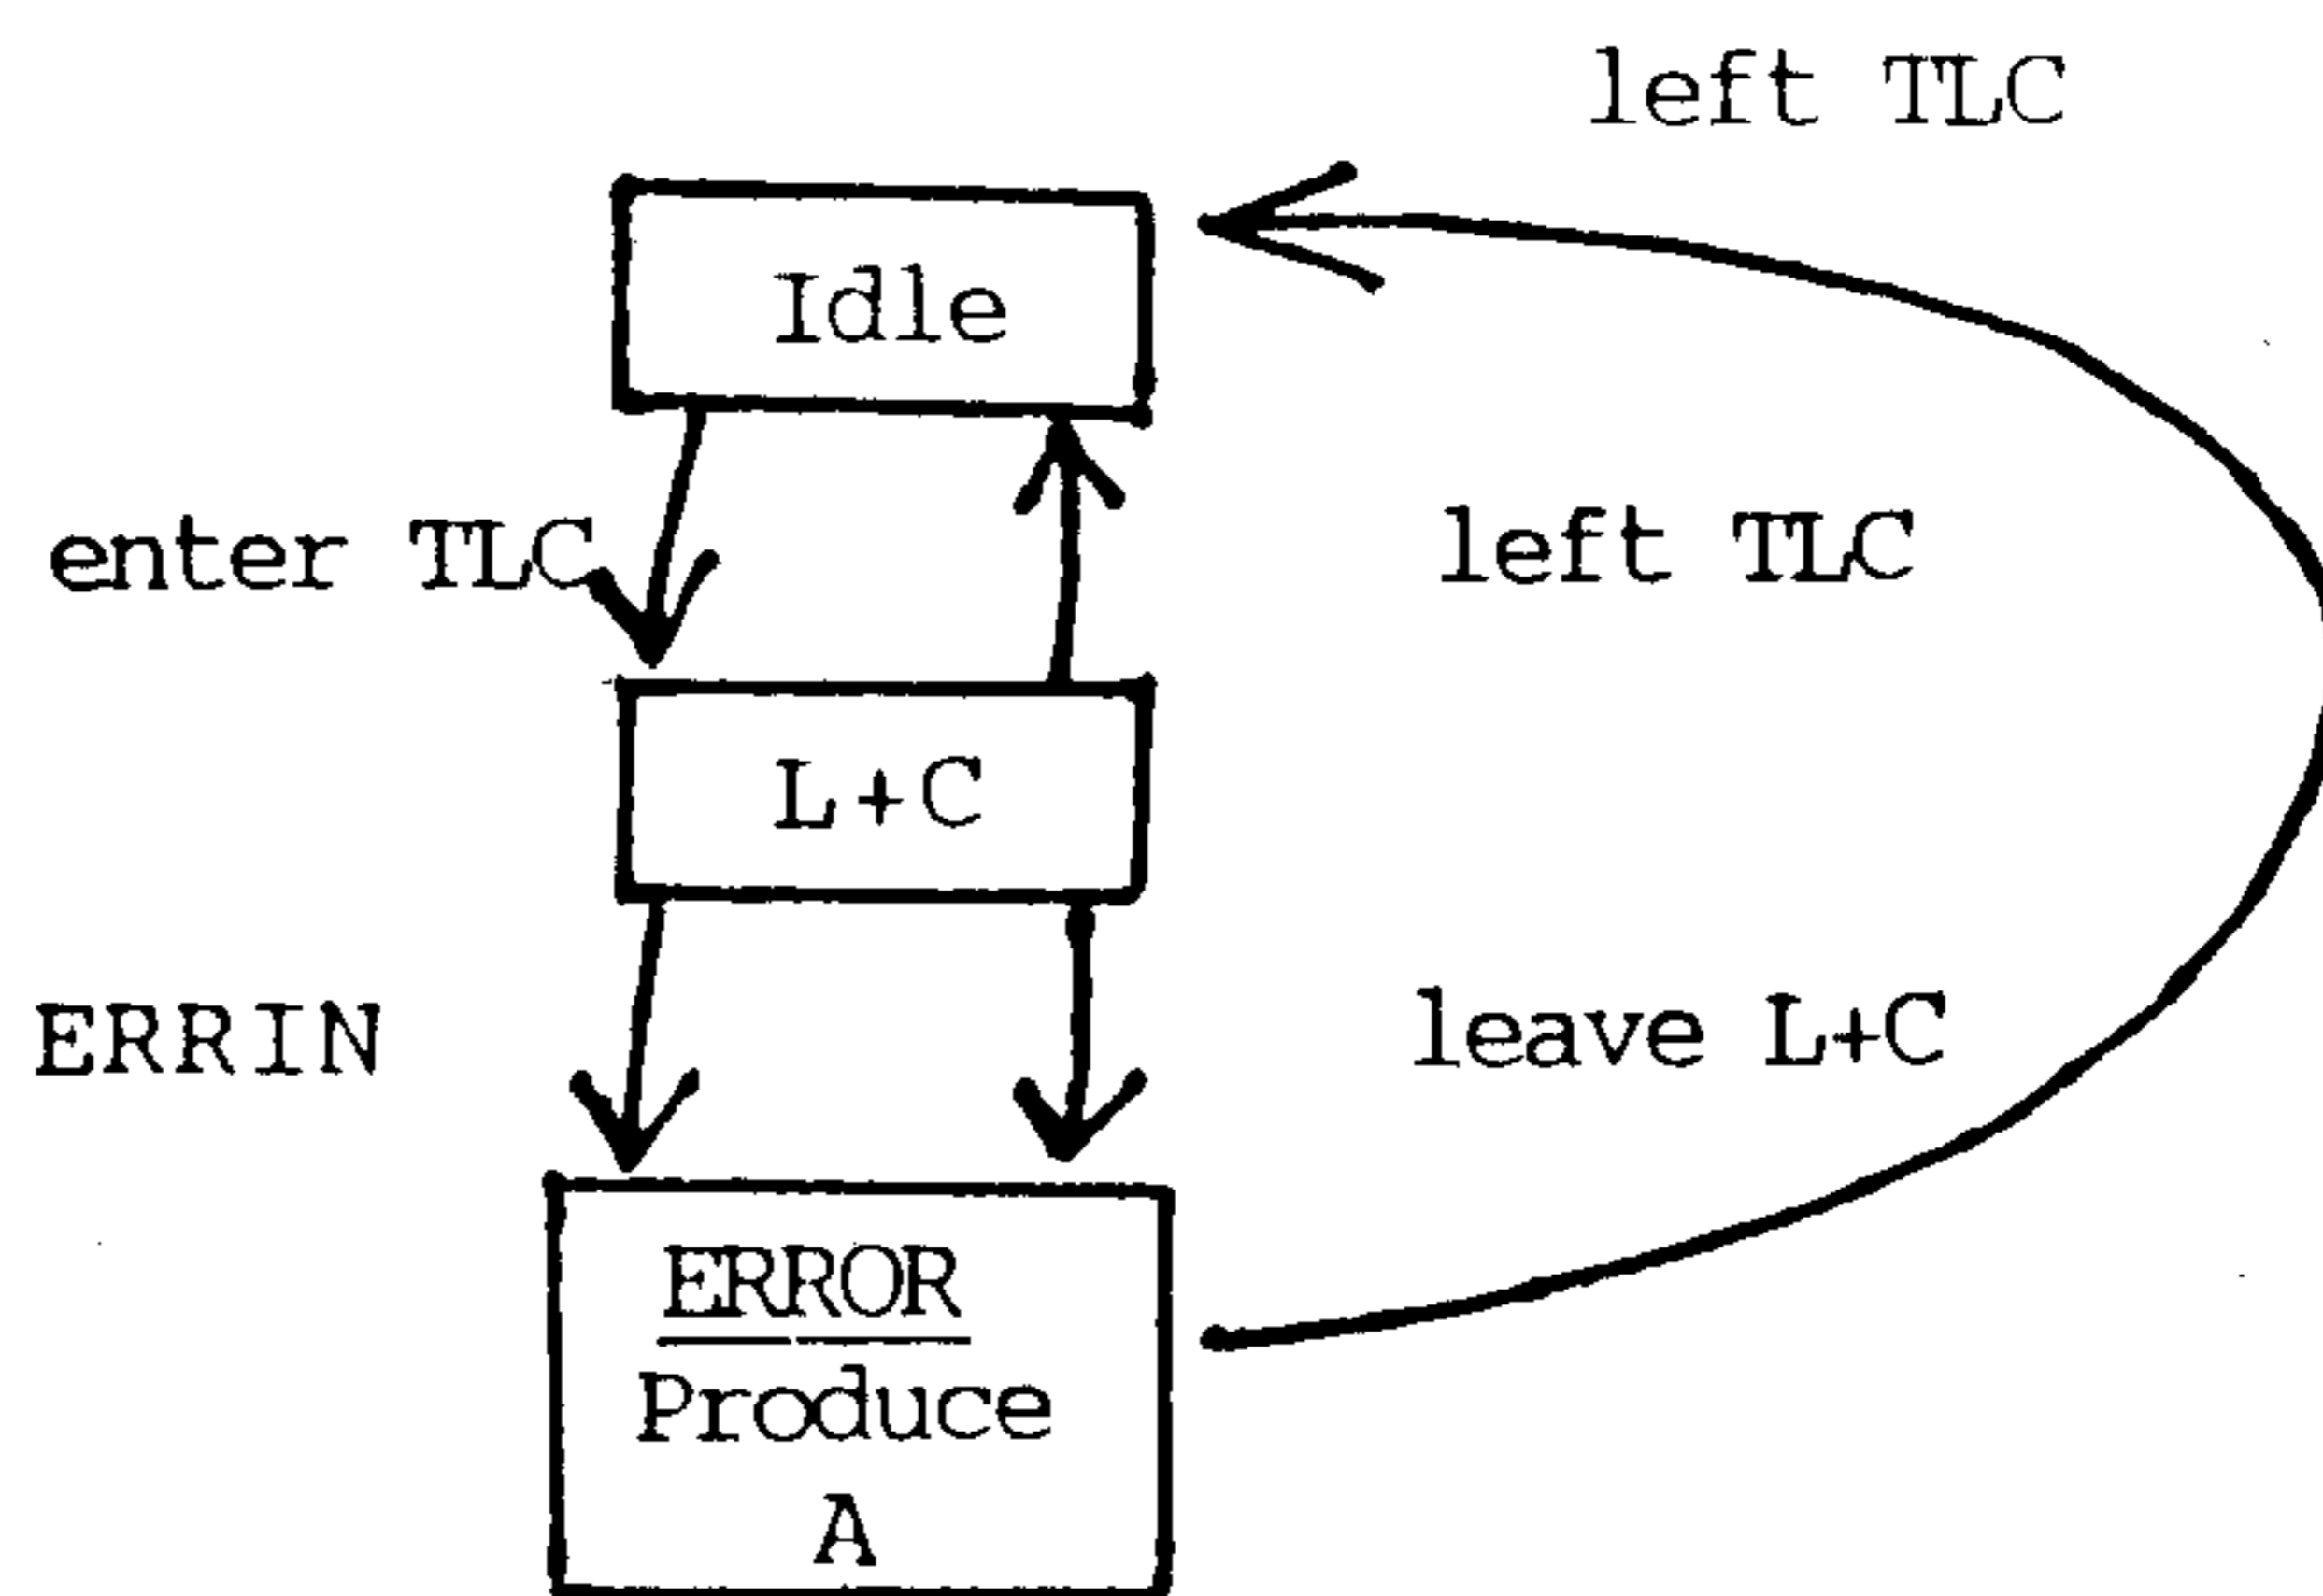 left TLC
Idle
enter TLC
left TLC
L+C
ERRIN
leave L+C
ERROR
Produce
A